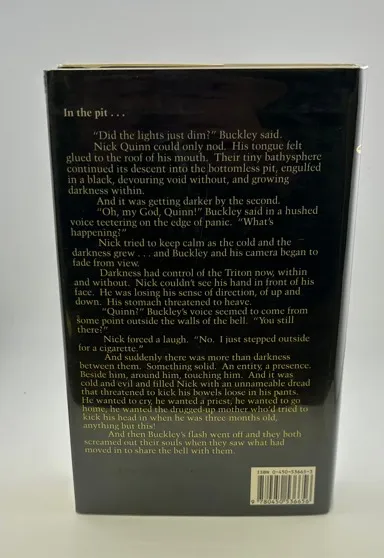 In the pit . . .
"Did the lights just dim?" Buckley said.
Nick Quinn could only nod. His tongue felt
glued to the roof of his mouth. Their tiny bathysphere
continued its descent into the bottomless pit, engulfed
in a black, devouring void without, and growing
darkness within.
And it was getting darker by the second.
"Oh, my God, Quinn!" Buckley said in a hushed
voice teetering on the edge of panic. "What's
happening?"
Nick tried to keep calm as the cold and the
darkness grew . . . and Buckley and his camera began to
fade from view.
Darkness had control of the Triton now, within
and without. Nick couldn't see his hand in front of his
face. He was losing his sense of direction, of up and
down. His stomach threatened to heave.
"Quinn?" Buckley's voice seemed to come from
some point outside the walls of the bell. "You still
there?"
Nick forced a laugh. "No. I just stepped outside
for a cigarette."
And suddenly there was more than darkness
between them. Something solid. An entity, a presence.
Beside him, around him, touching him. And it was
cold and evil and filled Nick with an unnameable dread
that threatened to kick his bowels loose in his pants.
He wanted to cry, he wanted a priest, he wanted to go
home, he wanted the drugged-up mother who'd tried to
kick his head in when he was three months old,
anything but this!
And then Buckley's flash went off and they both
screamed out their souls when they saw what had
moved in to share the bell with them.
ISBN 0-450-53665-3
9 780450 536656